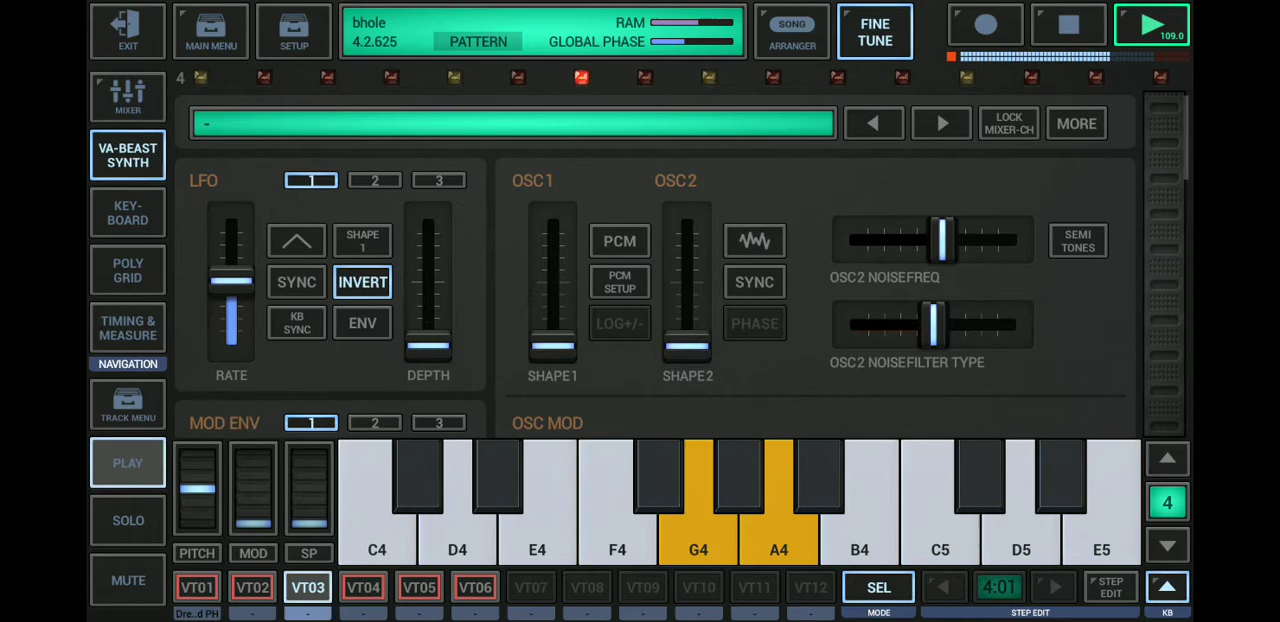 EXIT
MAIN MENU
SETUP
bhole
RAM
4.2.625
PATTERN
GLOBAL PHASE
SONG
ARRANGER
FINE
TUNE
109.0
4
MIXER
VA-BEAST
SYNTH
KEY-
BOARD
POLY
GRID
TIMING &
MEASURE
NAVIGATION
TRACK MENU
PLAY
SOLO
MUTE
-
LOCK
MIXER-CH
MORE
LFO
1
2
3
SHAPE
1
SYNC
INVERT
KB
SYNC
ENV
RATE
DEPTH
OSC1
OSC2
PCM
PCM
SETUP
LOG+/-
SYNC
PHASE
SHAPE1
SHAPE2
OSC2 NOISEFREQ
SEMI
TONES
OSC2 NOISEFILTER TYPE
MOD ENV
1
2
3
OSC MOD
C4
D4
E4
F4
G4
A4
B4
C5
D5
E5
4
PITCH
MOD
SP
VT01
VT02
VT03
VT04
VT05
VT06
VT07
VT08
VT09
VT10
VT11
VT12
SEL
4:01
STEP
EDIT
Dre..d PH
-
-
-
-
-
-
-
-
-
-
-
MODE
STEP EDIT
KB